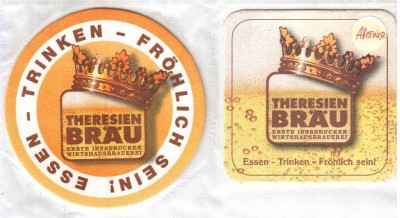 ESSEN - TRINKEN - FRÖHLICH SEIN!
THERESIEN
BRÄU
ERSTE INNSBRUCKER
WIRTSHAUSBRAUEREI
THERESIEN
BRÄU
ERSTE INNSBRUCKER
WIRTSHAUSBRAUEREI
Essen - Trinken - Fröhlich sein!